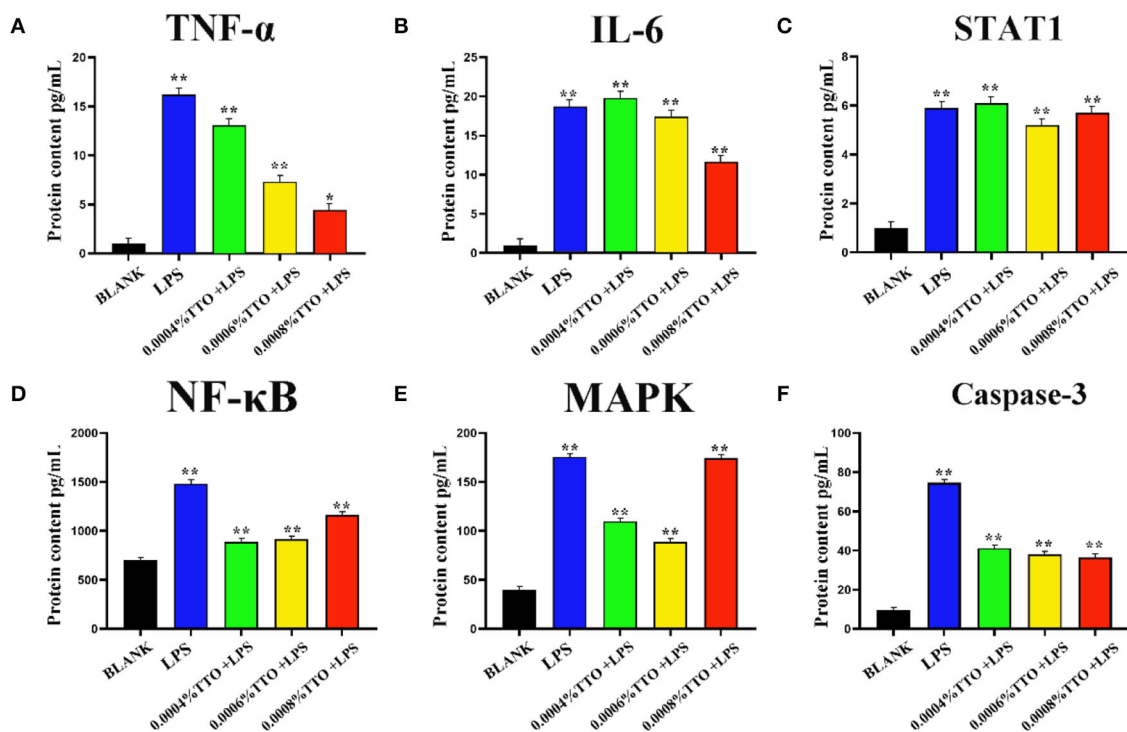 A
TNF-α
Protein content pg/mL
20
15
10
5
0
**
**
**
*
BLANK
LPS
0.0004%TTO +LPS
0.0006%TTO +LPS
0.0008%TTO +LPS
B
IL-6
Protein content pg/mL
25
20
15
10
5
0
**
**
**
**
BLANK
LPS
0.0004%TTO +LPS
0.0006%TTO +LPS
0.0008%TTO +LPS
C
STAT1
Protein content pg/mL
8
6
4
2
0
**
**
**
**
BLANK
LPS
0.0004%TTO +LPS
0.0006%TTO +LPS
0.0008%TTO +LPS
D
NF-κB
Protein content pg/mL
2000
1500
1000
500
0
**
**
**
**
BLANK
LPS
0.0004%TTO +LPS
0.0006%TTO +LPS
0.0008%TTO +LPS
E
MAPK
Protein content pg/mL
200
150
100
50
0
**
**
**
**
BLANK
LPS
0.0004%TTO +LPS
0.0006%TTO +LPS
0.0008%TTO +LPS
F
Caspase-3
Protein content pg/mL
100
80
60
40
20
0
**
**
**
**
BLANK
LPS
0.0004%TTO +LPS
0.0006%TTO +LPS
0.0008%TTO +LPS